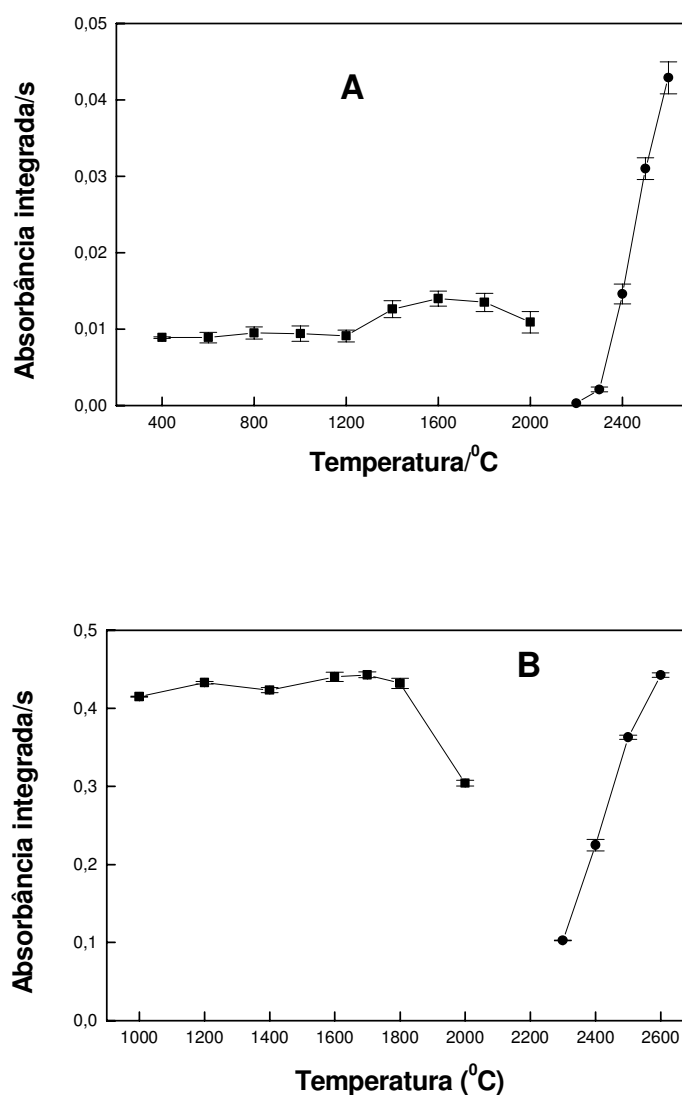 0,05
0,04
0,03
0,02
0,01
0,00
Absorbância integrada/s
A
400 800 1200 1600 2000 2400
Temperatura/⁰C
0,5
0,4
0,3
0,2
0,1
0,0
Absorbância integrada/s
B
1000 1200 1400 1600 1800 2000 2200 2400 2600
Temperatura (⁰C)